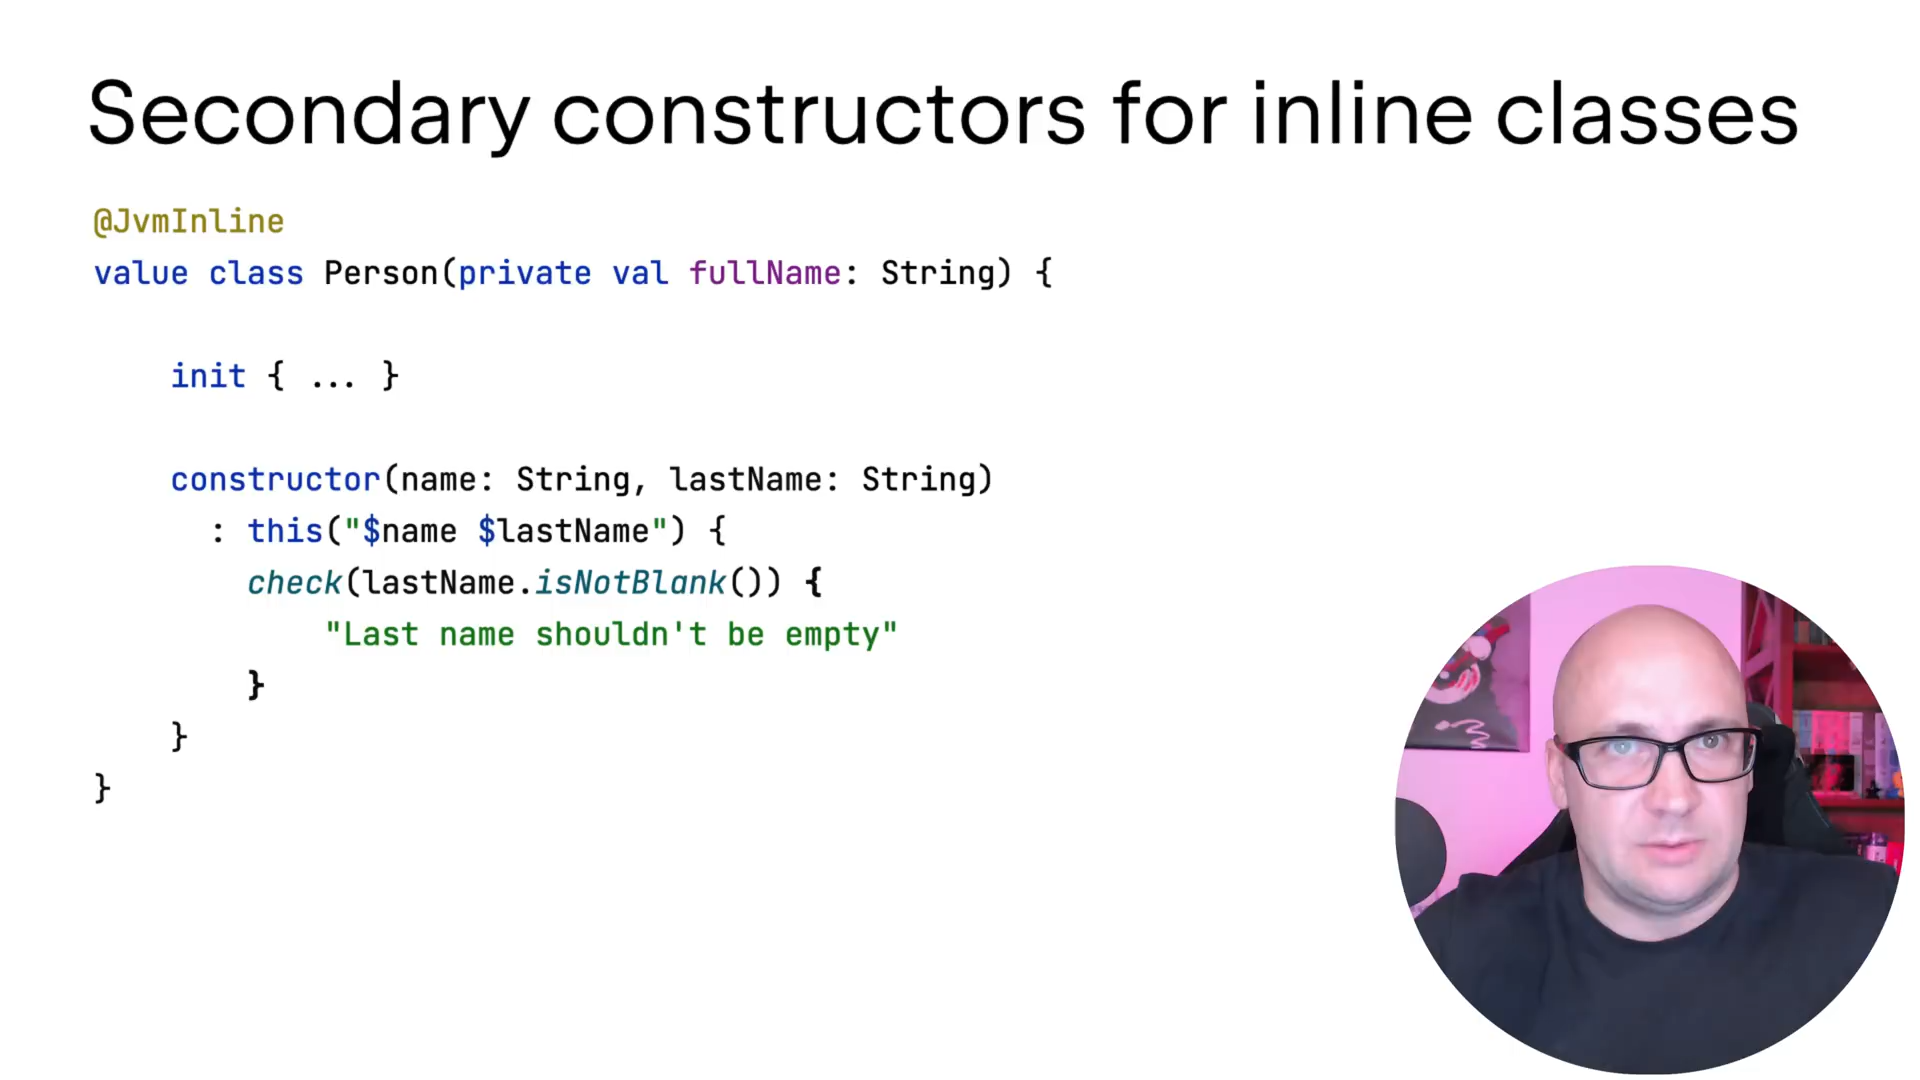 Secondary constructors for inline classes
@JvmInline
value class Person(private val fullName: String) {
init { ... }
constructor(name: String, lastName: String)
: this("$name $lastName") {
check(lastName.isNotBlank()) {
"Last name shouldn't be empty"
}
}
}